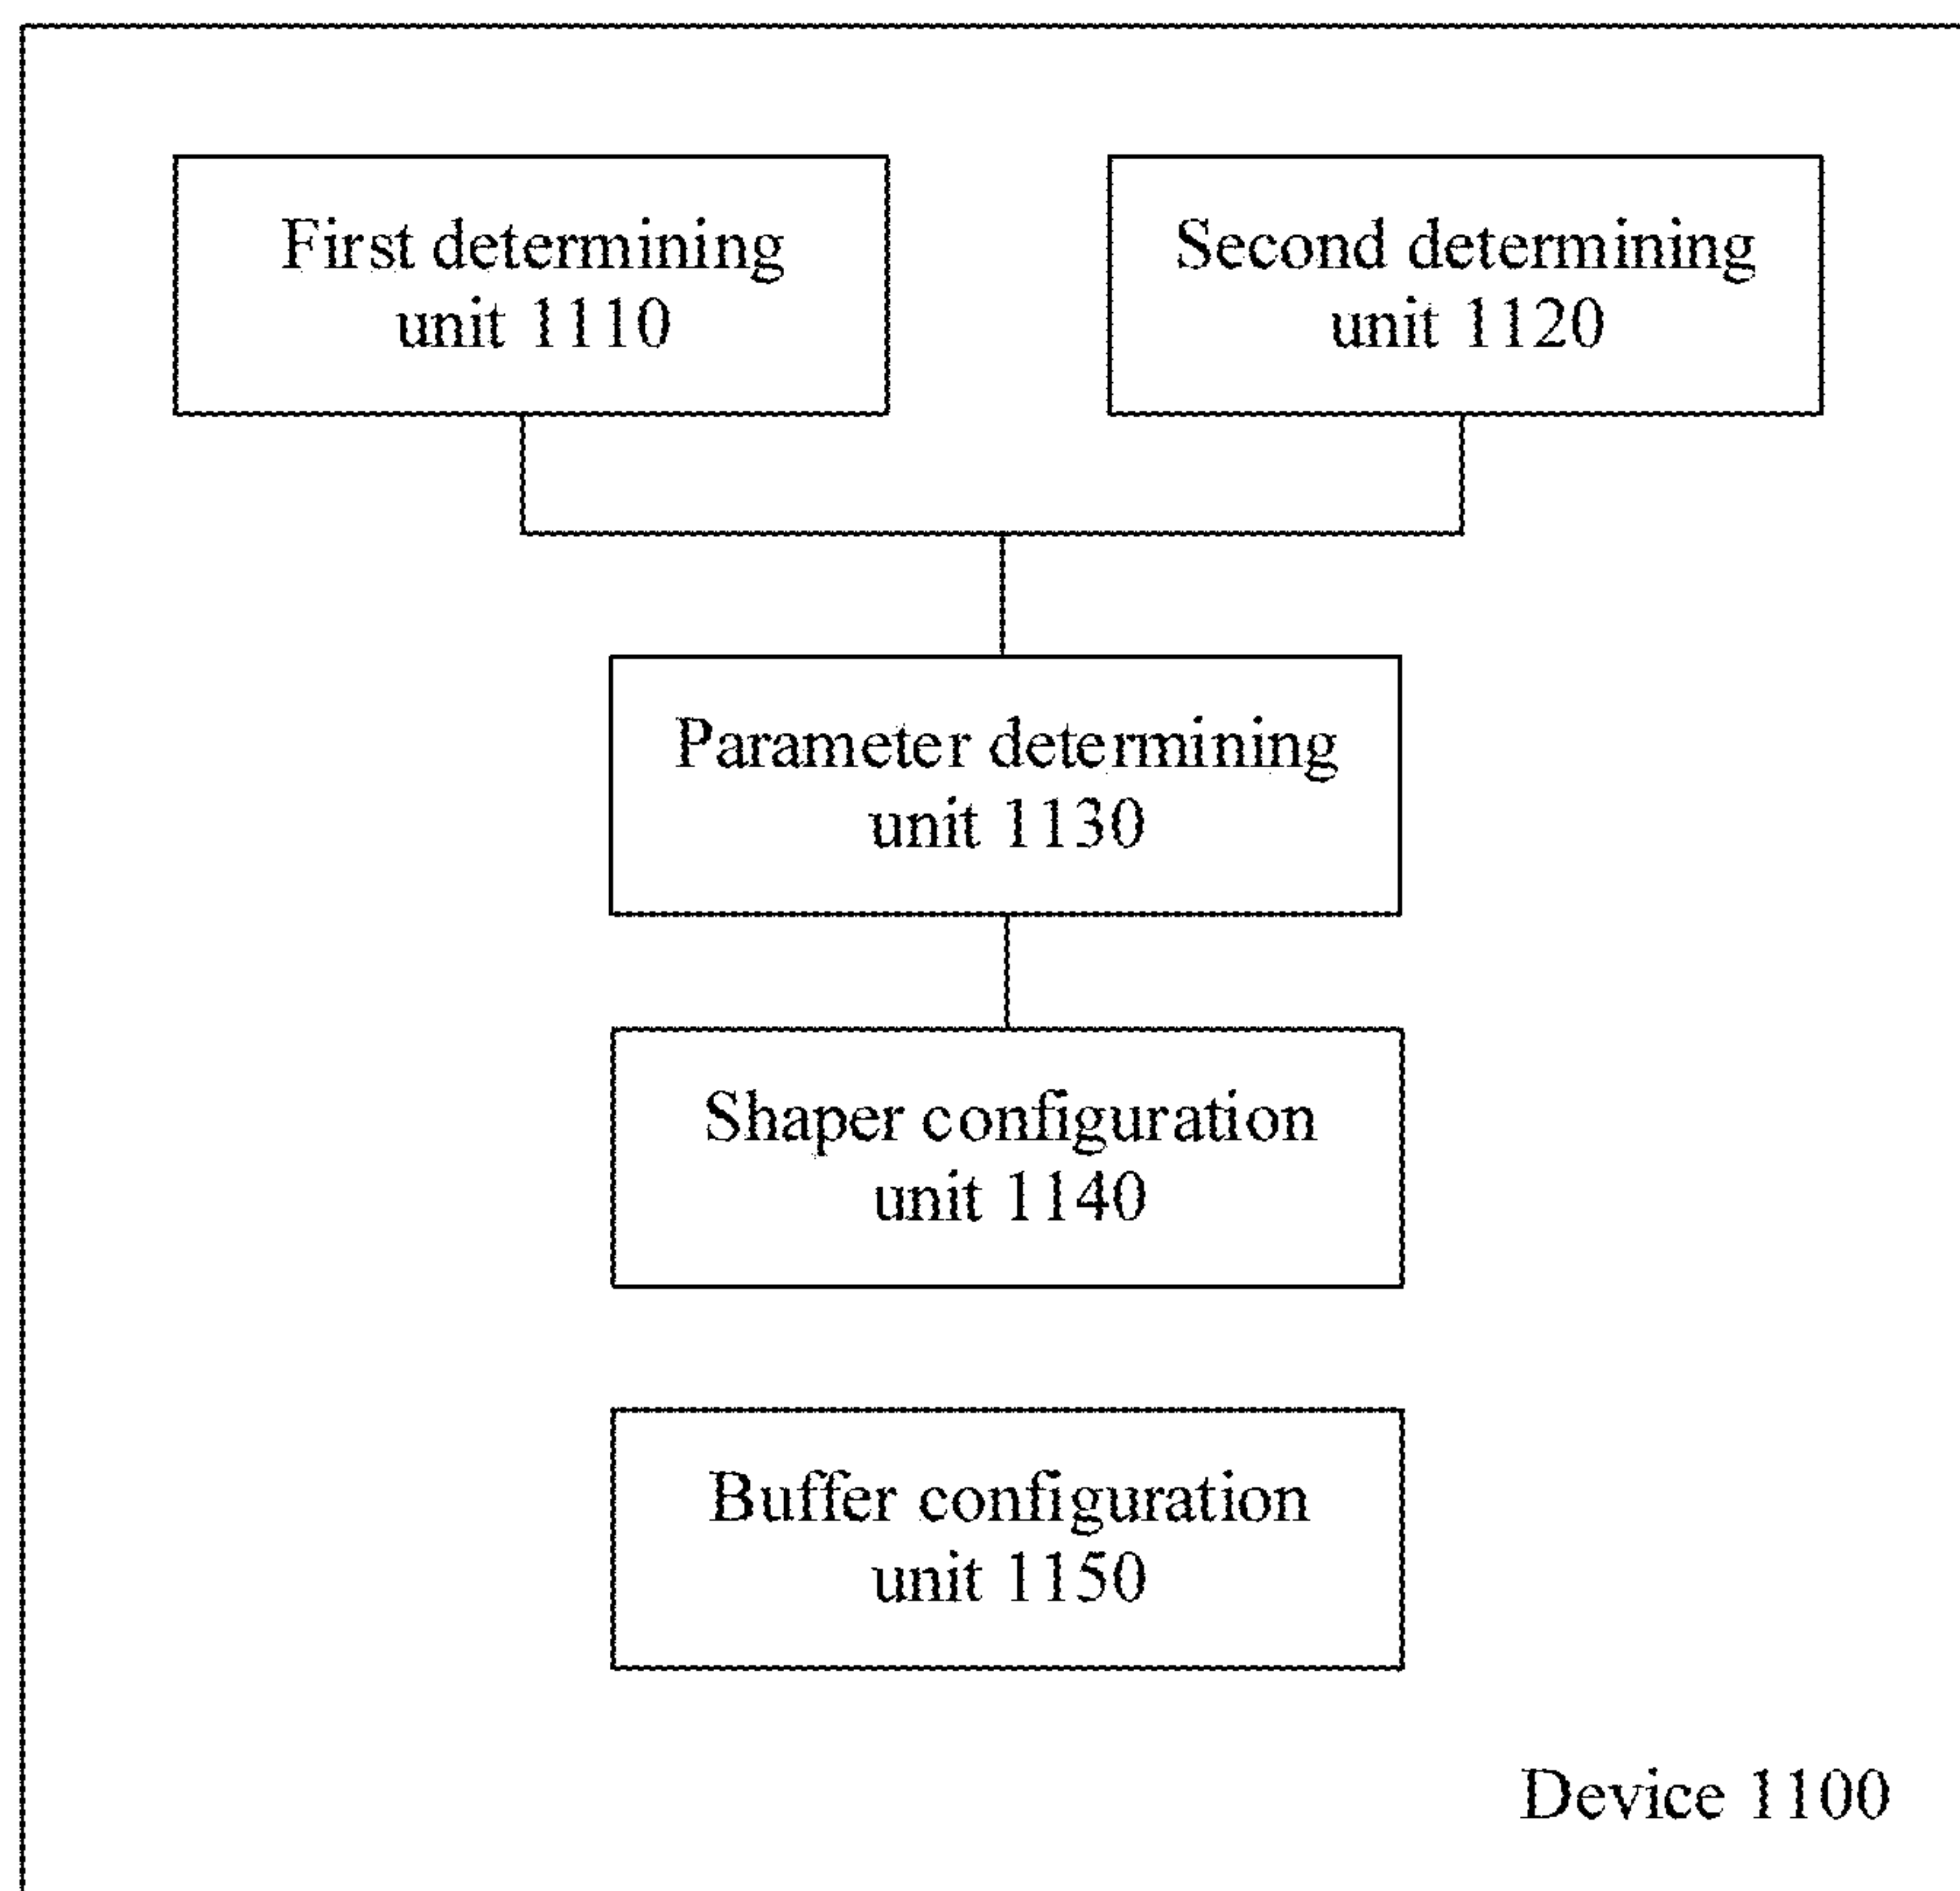 First determining
unit 1110
Second determining
unit 1120
Parameter determining
unit 1130
Shaper configuration
unit 1140
Buffer configuration
unit 1150
Device 1100